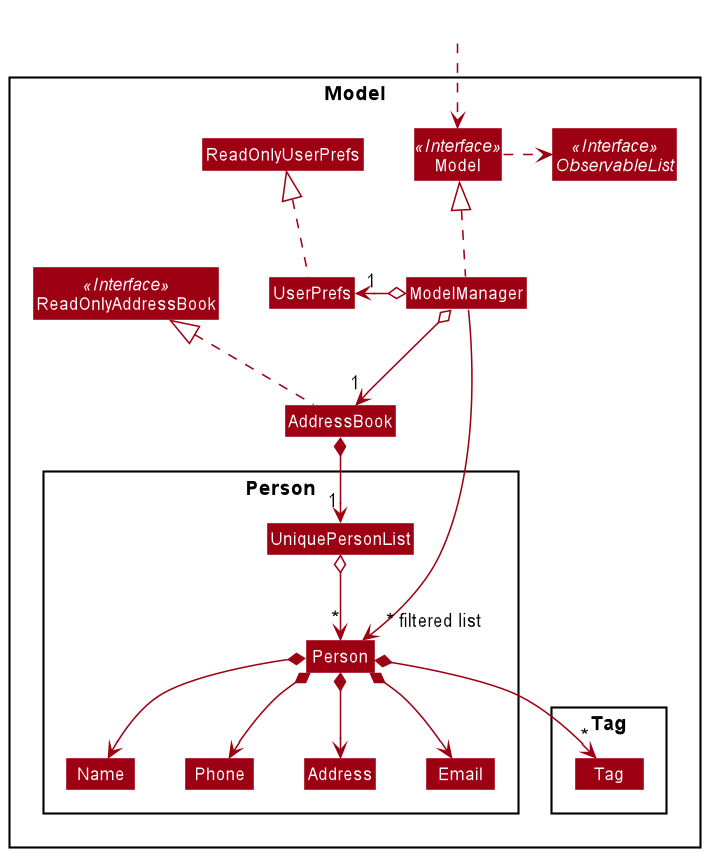 Model
«Interface»
Model
«Interface»
ObservableList
ReadOnlyUserPrefs
«Interface»
ReadOnlyAddressBook
UserPrefs
1
ModelManager
1
AddressBook
Person
1
UniquePersonList
*
* filtered list
Person
Tag
*
Name
Phone
Address
Email
Tag